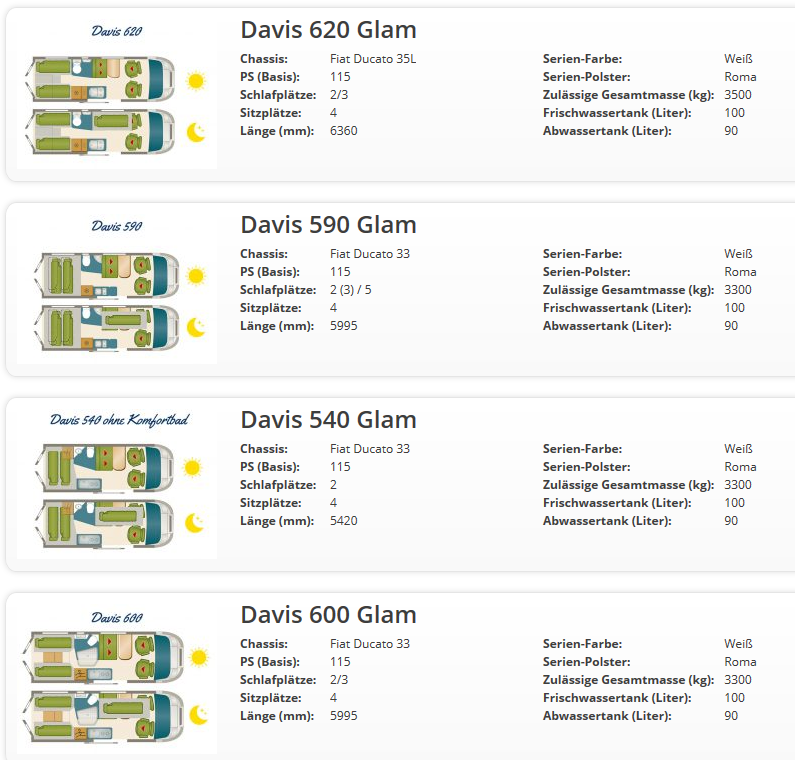 Davis 620
Davis 620 Glam
Chassis: Fiat Ducato 35L Serien-Farbe: Weiß
PS (Basis): 115 Serien-Polster: Roma
Schlafplätze: 2/3 Zulässige Gesamtmasse (kg): 3500
Sitzplätze: 4 Frischwassertank (Liter): 100
Länge (mm): 6360 Abwassertank (Liter): 90
Davis 590
Davis 590 Glam
Chassis: Fiat Ducato 33 Serien-Farbe: Weiß
PS (Basis): 115 Serien-Polster: Roma
Schlafplätze: 2 (3) / 5 Zulässige Gesamtmasse (kg): 3300
Sitzplätze: 4 Frischwassertank (Liter): 100
Länge (mm): 5995 Abwassertank (Liter): 90
Davis 540 ohne Komfortbad
Davis 540 Glam
Chassis: Fiat Ducato 33 Serien-Farbe: Weiß
PS (Basis): 115 Serien-Polster: Roma
Schlafplätze: 2 Zulässige Gesamtmasse (kg): 3300
Sitzplätze: 4 Frischwassertank (Liter): 100
Länge (mm): 5420 Abwassertank (Liter): 90
Davis 600
Davis 600 Glam
Chassis: Fiat Ducato 33 Serien-Farbe: Weiß
PS (Basis): 115 Serien-Polster: Roma
Schlafplätze: 2/3 Zulässige Gesamtmasse (kg): 3300
Sitzplätze: 4 Frischwassertank (Liter): 100
Länge (mm): 5995 Abwassertank (Liter): 90